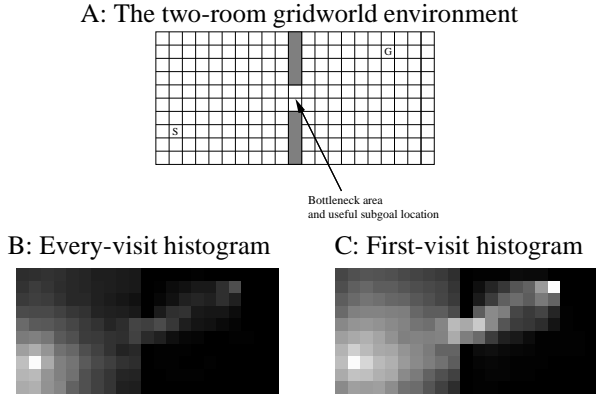 A: The two-room gridworld environment
G
S
Bottleneck area
and useful subgoal location
B: Every-visit histogram
C: First-visit histogram